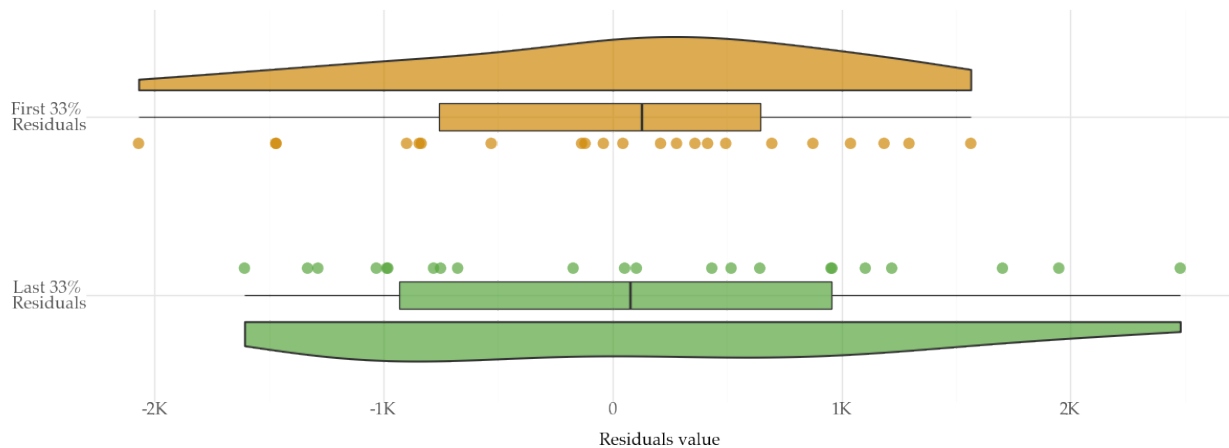 First 33%
Residuals
Last 33%
Residuals
-2K -1K 0 1K 2K
Residuals value